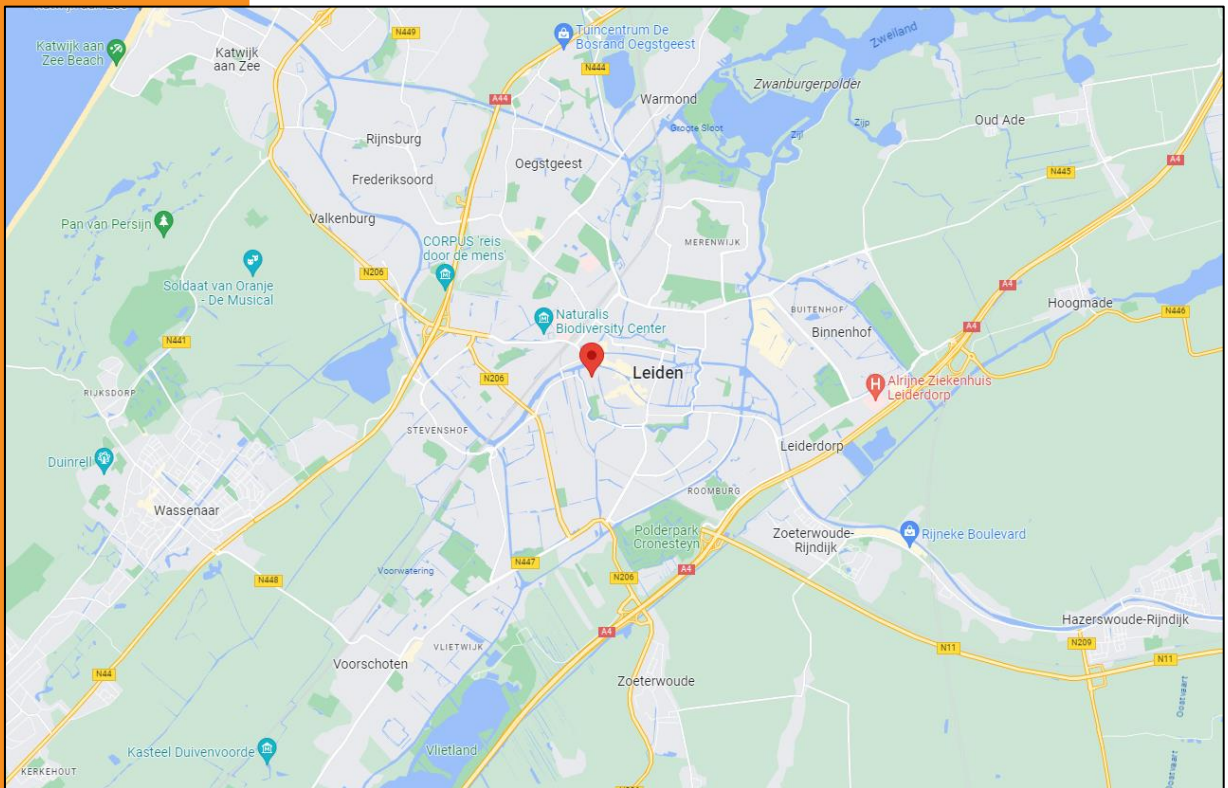 N449
Katwijk aan
Zee Beach
Katwijk
aan Zee
Tuincentrum De
Bosrand Oegstgeest
Zweiland
N444
A44
Warmond
Zwanburgerpolder
Groote Sloot
Zijl
Zijp
Oud Ade
A4
Rijnsburg
Oegstgeest
N445
Frederiksoord
Pan van Persijn
Valkenburg
MERENWIJK
CORPUS 'reis
door de mens'
Soldaat van Oranje
- De Musical
N206
A4
Hoogmade
N446
Naturalis
Biodiversity Center
BUITENHOF
Binnenhof
A4
N441
Leiden
N206
Alrijne Ziekenhuis
Leiderdorp
RIJKSDORP
STEVENSHOF
Leiderdorp
Duinrell
ROOMBURG
Wassenaar
Polderpark
Cronesteyn
Zoeterwoude-
Rijndijk
Rijneke Boulevard
N447
Voorwatering
A4
N448
N206
Hazerswoude-Rijndijk
A4
VLIETWIJK
N11
N209
Voorschoten
N11
N44
Zoeterwoude
Oostvaart
Kasteel Duivenvoorde
Vlietland
KERKEHOUT
Oostvaart